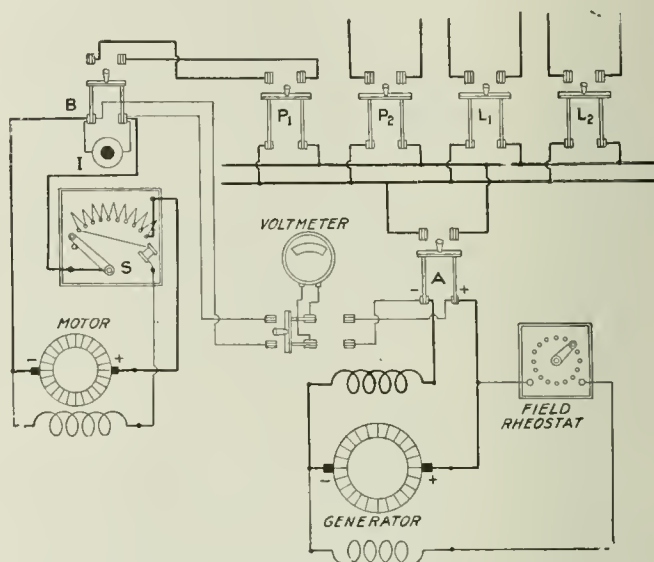 B
P1
P2
L1
L2
I
S
VOLTMETER
A
- +
MOTOR
- +
FIELD
RHEOSTAT
- +
GENERATOR